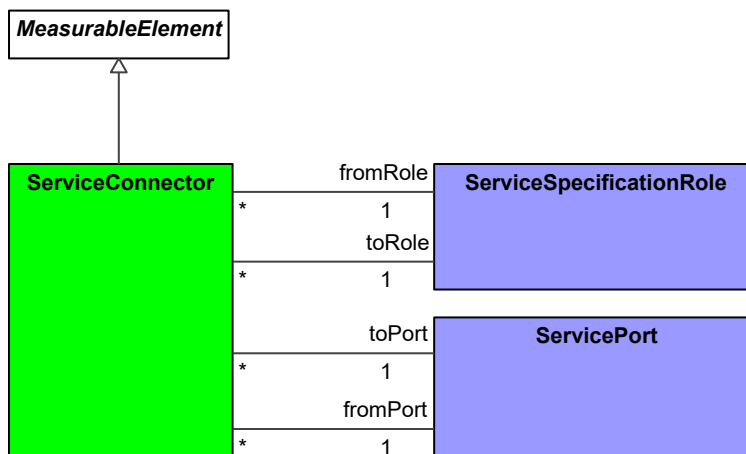 MeasurableElement
ServiceConnector
fromRole
ServiceSpecificationRole
*
1
toRole
*
1
toPort
ServicePort
*
1
fromPort
*
1